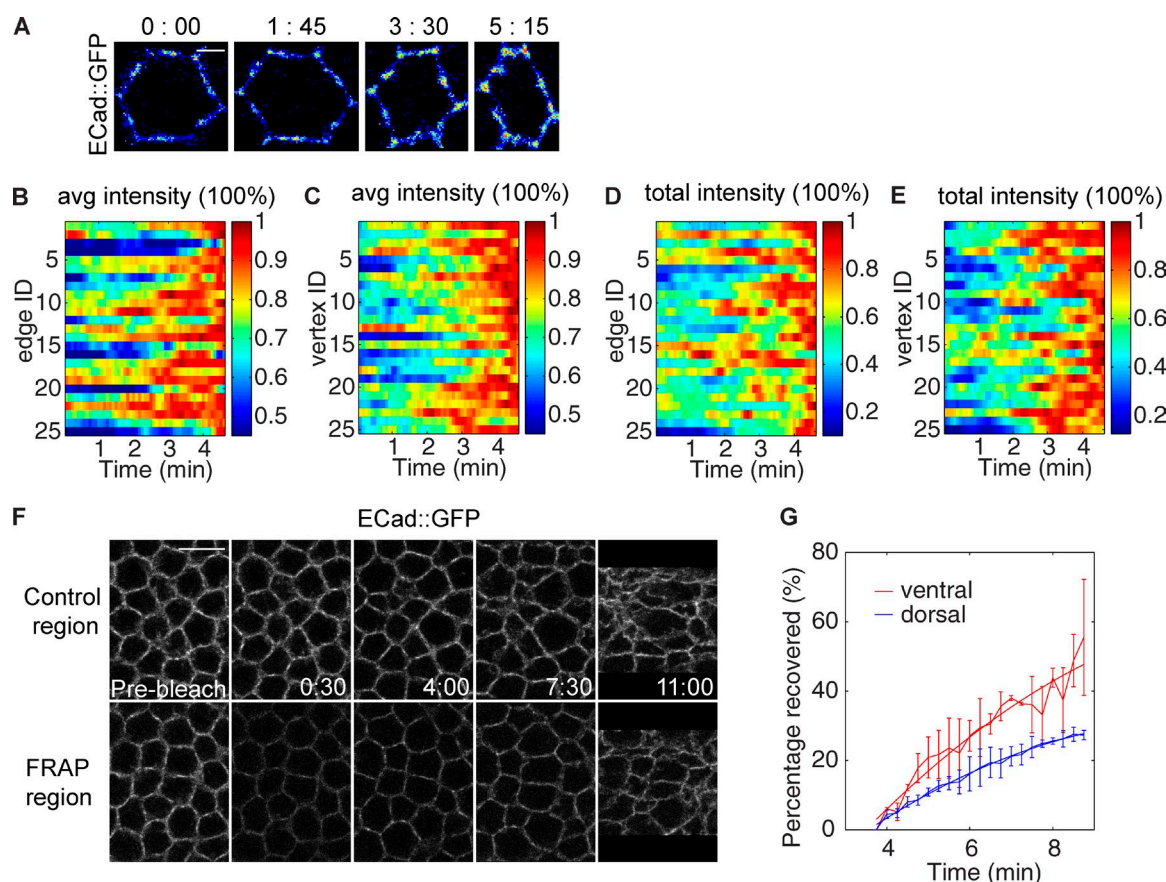 A
0 : 00 1 : 45 3 : 30 5 : 15
ECad::GFP
B avg intensity (100%) C avg intensity (100%) D total intensity (100%) E total intensity (100%)
edge ID
5
10
15
20
25
1 2 3 4
Time (min)
1
0.9
0.8
0.7
0.6
0.5
vertex ID
5
10
15
20
25
1 2 3 4
Time (min)
1
0.9
0.8
0.7
0.6
0.5
edge ID
5
10
15
20
25
1 2 3 4
Time (min)
1
0.8
0.6
0.4
0.2
vertex ID
5
10
15
20
25
1 2 3 4
Time (min)
1
0.8
0.6
0.4
0.2
F
ECad::GFP
Control
region
Pre-bleach 0:30 4:00 7:30 11:00
FRAP
region
G
Percentage recovered (%)
80
60
40
20
0
ventral
dorsal
4 6 8
Time (min)